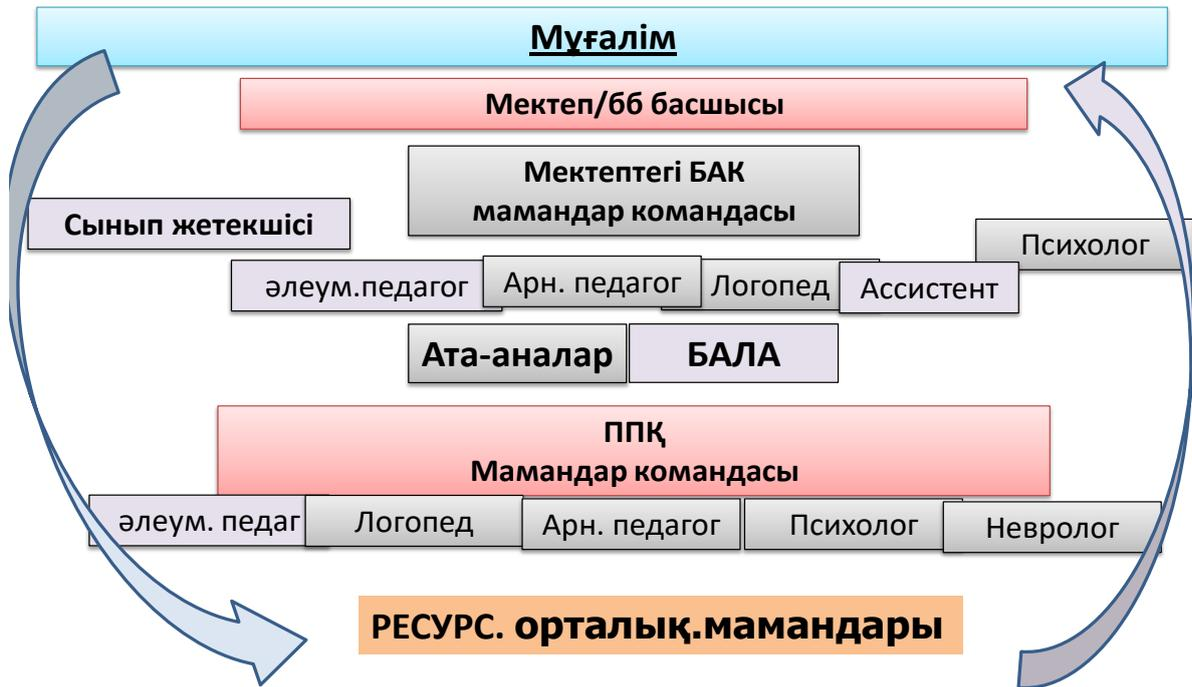 Мұғалім
Мектеп/бб басшысы
Мектептегі БАК
мамандар командасы
Сынып жетекшісі
Психолог
әлеум.педагог
Арн. педагог
Логопед
Ассистент
Ата-аналар
БАЛА
ППҚ
Мамандар командасы
әлеум. педаг
Логопед
Арн. педагог
Психолог
Невролог
РЕСУРС. орталық.мамандары